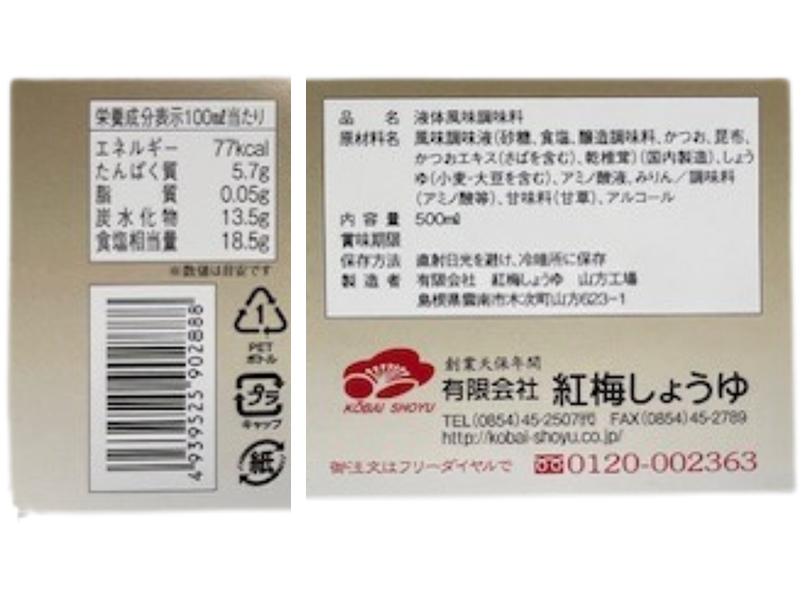 栄養成分表示100㎖当たり
エネルギー 77kcal
たんぱく質 5.7g
脂質 0.05g
炭水化物 13.5g
食塩相当量 18.5g
※数値は目安です
4939525902888
1
PET
ボトル
プラ
キャップ
紙
品名 液体風味調味料
原材料名 風味調味液(砂糖、食塩、醸造調味料、かつお、昆布、
かつおエキス(さばを含む)、乾椎茸)(国内製造)、しょう
ゆ(小麦・大豆を含む)、アミノ酸液、みりん/調味料
(アミノ酸等)、甘味料(甘草)、アルコール
内容量 500㎖
賞味期限
保存方法 直射日光を避け、冷暗所に保存
製造者 有限会社 紅梅しょうゆ 山方工場
島根県雲南市木次町山方623-1
KŌBAI SHOYU
創業天保年間
有限会社 紅梅しょうゆ
TEL(0854)45-2507㈹ FAX(0854)45-2789
http://kobai-shoyu.co.jp/
御注文はフリーダイヤルで 0120-002363